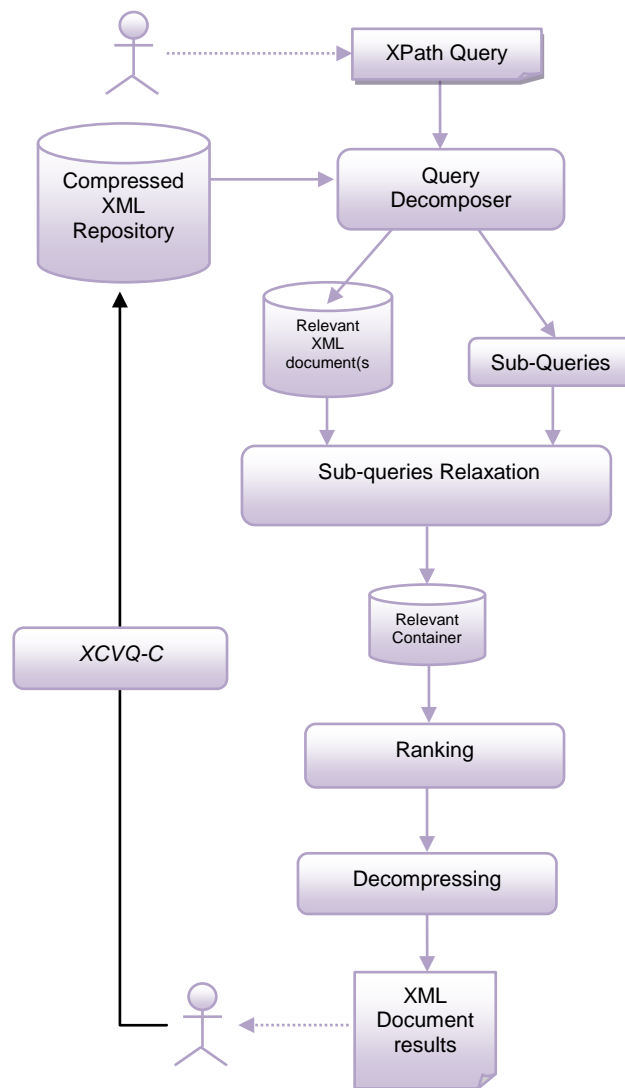 XPath Query
Compressed
XML
Repository
Query
Decomposer
Relevant
XML
document(s
Sub-Queries
Sub-queries Relaxation
Relevant
Container
XCVQ-C
Ranking
Decompressing
XML
Document
results